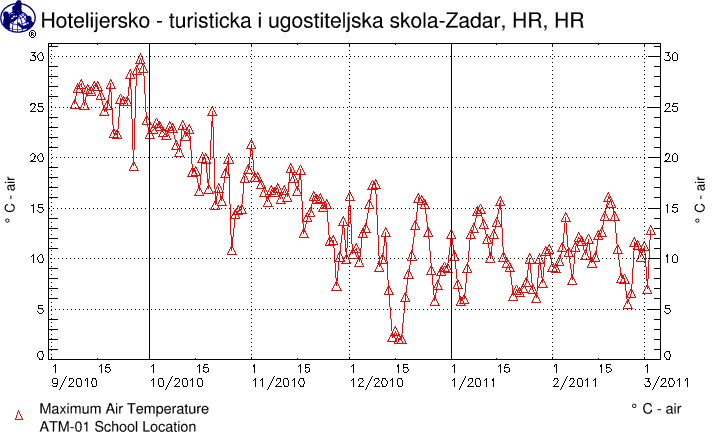 Hotelijersko - turisticka i ugostiteljska skola-Zadar, HR, HR
®
30 30
25 25
20 20
15 15
10 10
5 5
0 0
° C - air
° C - air
1 15 1 15 1 15 1 15 1 15 1 15 1
9/2010 10/2010 11/2010 12/2010 1/2011 2/2011 3/2011
Maximum Air Temperature ° C - air
ATM-01 School Location